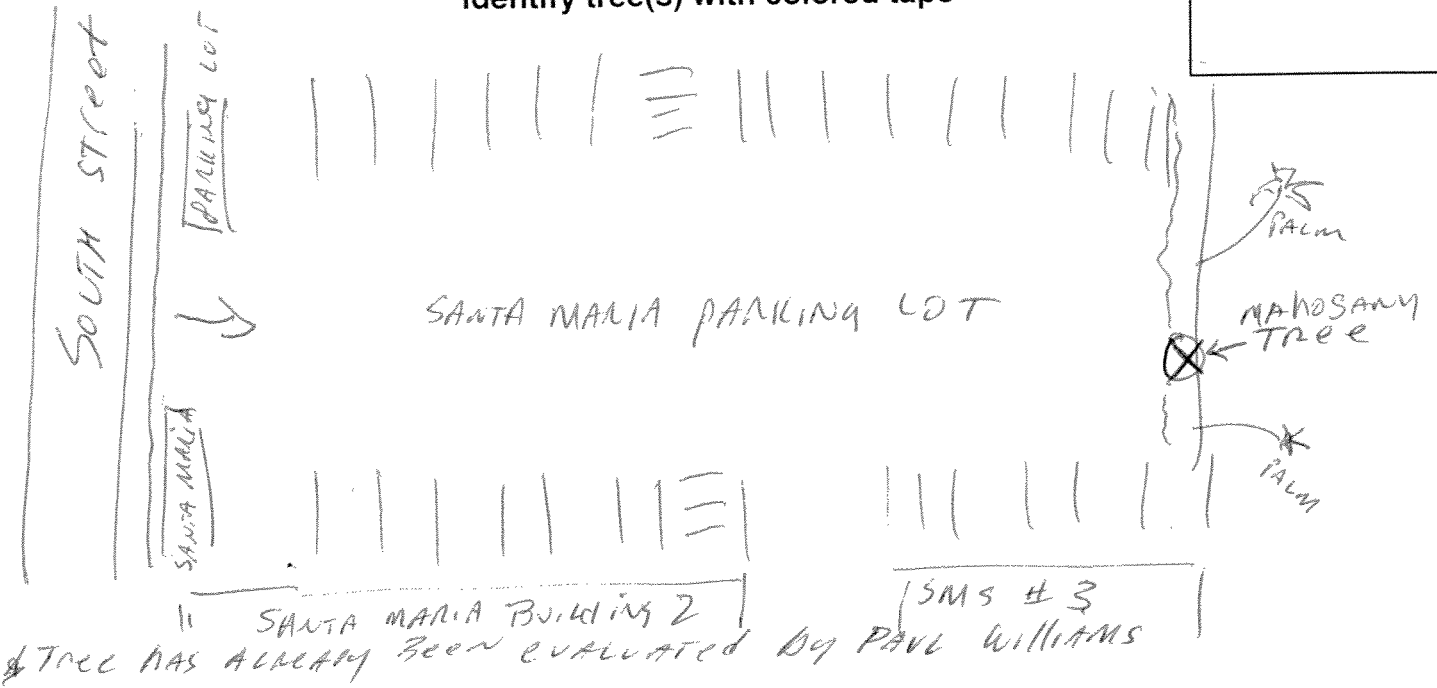 Identify tree(s) with colored tape
SOUTH STreet
PARKING LOT
SANTA MARIA PARKING LOT
PALM
MAHOGANY
TRee
SANTA MARIA
PALM
SANTA MARIA BUilding 2
SMS # 3
Tree HAS ALREADY Been evALUATed by PAUL WilliAMS